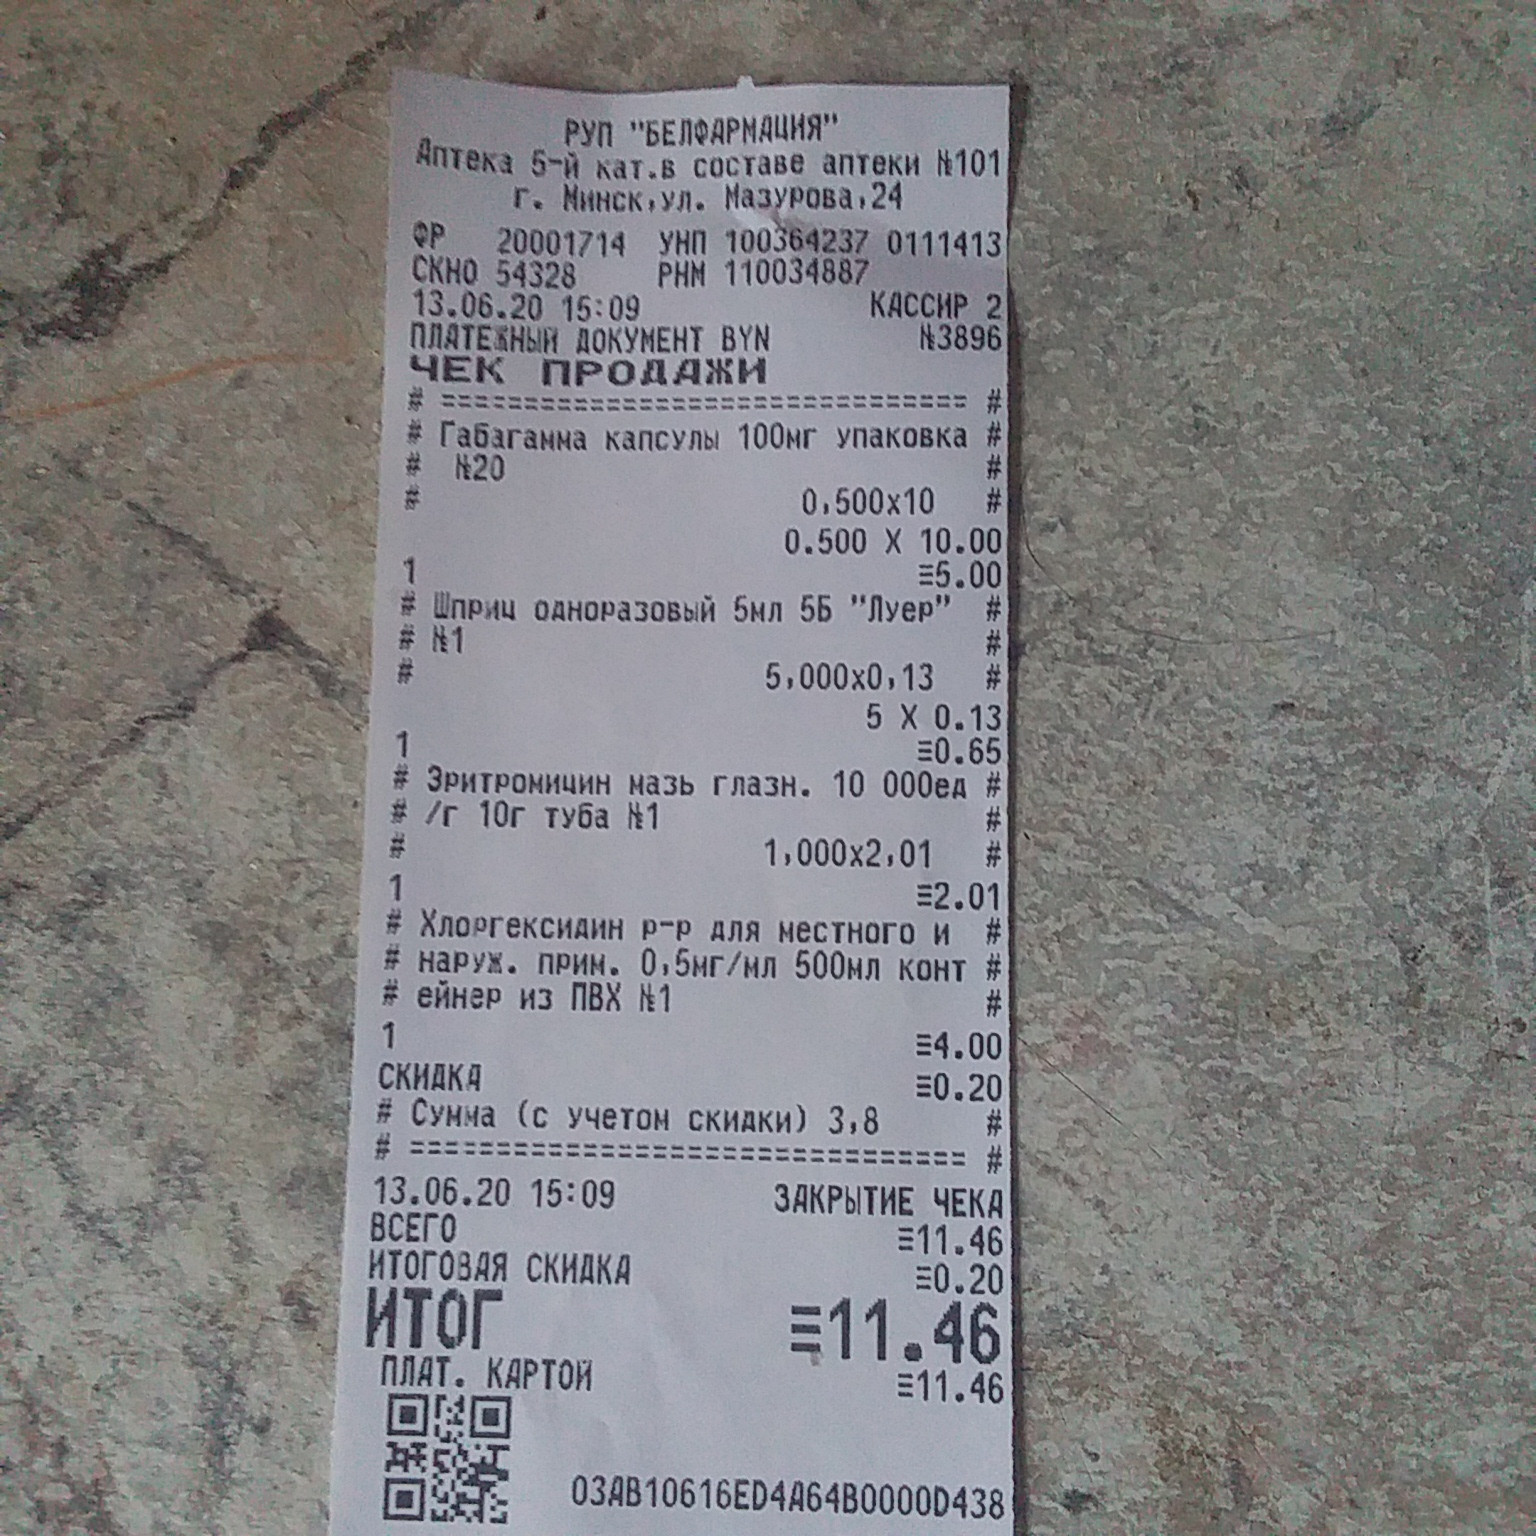 РУП "БЕЛФАРМАЦИЯ"
Аптека 5-й кат.в составе аптеки №101
г. Минск,ул. Мазурова,24
ФР 20001714 УНП 100364237 0111413
СКНО 54328 РНМ 110034887
13.06.20 15:09 КАССИР 2
ПЛАТЕЖНЫЙ ДОКУМЕНТ BYN №3896
ЧЕК ПРОДАЖИ
# ================================ #
# Габагамма капсулы 100мг упаковка #
# №20 #
# 0,500x10 #
0.500 X 10.00
1 ≡5.00
# Шприц одноразовый 5мл 5Б "Луер" #
# №1 #
# 5,000x0,13 #
5 X 0.13
1 ≡0.65
# Эритромицин мазь глазн. 10 000ед #
# /г 10г туба №1 #
# 1,000x2,01 #
1 ≡2.01
# Хлоргексидин р-р для местного и #
# наруж. прим. 0,5мг/мл 500мл конт #
# ейнер из ПВХ №1 #
1 ≡4.00
СКИДКА ≡0.20
# Сумма (с учетом скидки) 3,8 #
# ================================ #
13.06.20 15:09 ЗАКРЫТИЕ ЧЕКА
ВСЕГО ≡11.46
ИТОГОВАЯ СКИДКА ≡0.20
ИТОГ ≡11.46
ПЛАТ. КАРТОЙ ≡11.46
03AB10616ED4A64B0000D438